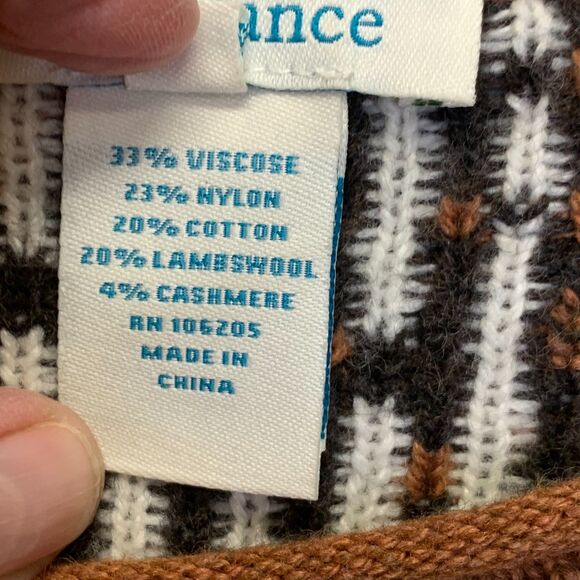 ance
33% VISCOSE
23% NYLON
20% COTTON
20% LAMBSWOOL
4% CASHMERE
RN 106205
MADE IN
CHINA